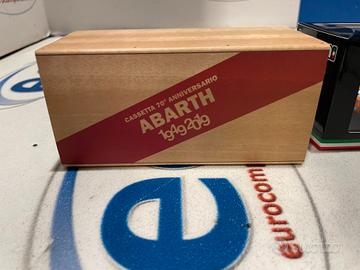 CASSETTA 70° ANNIVERSARIO
ABARTH
1949 2019
e
eurocom